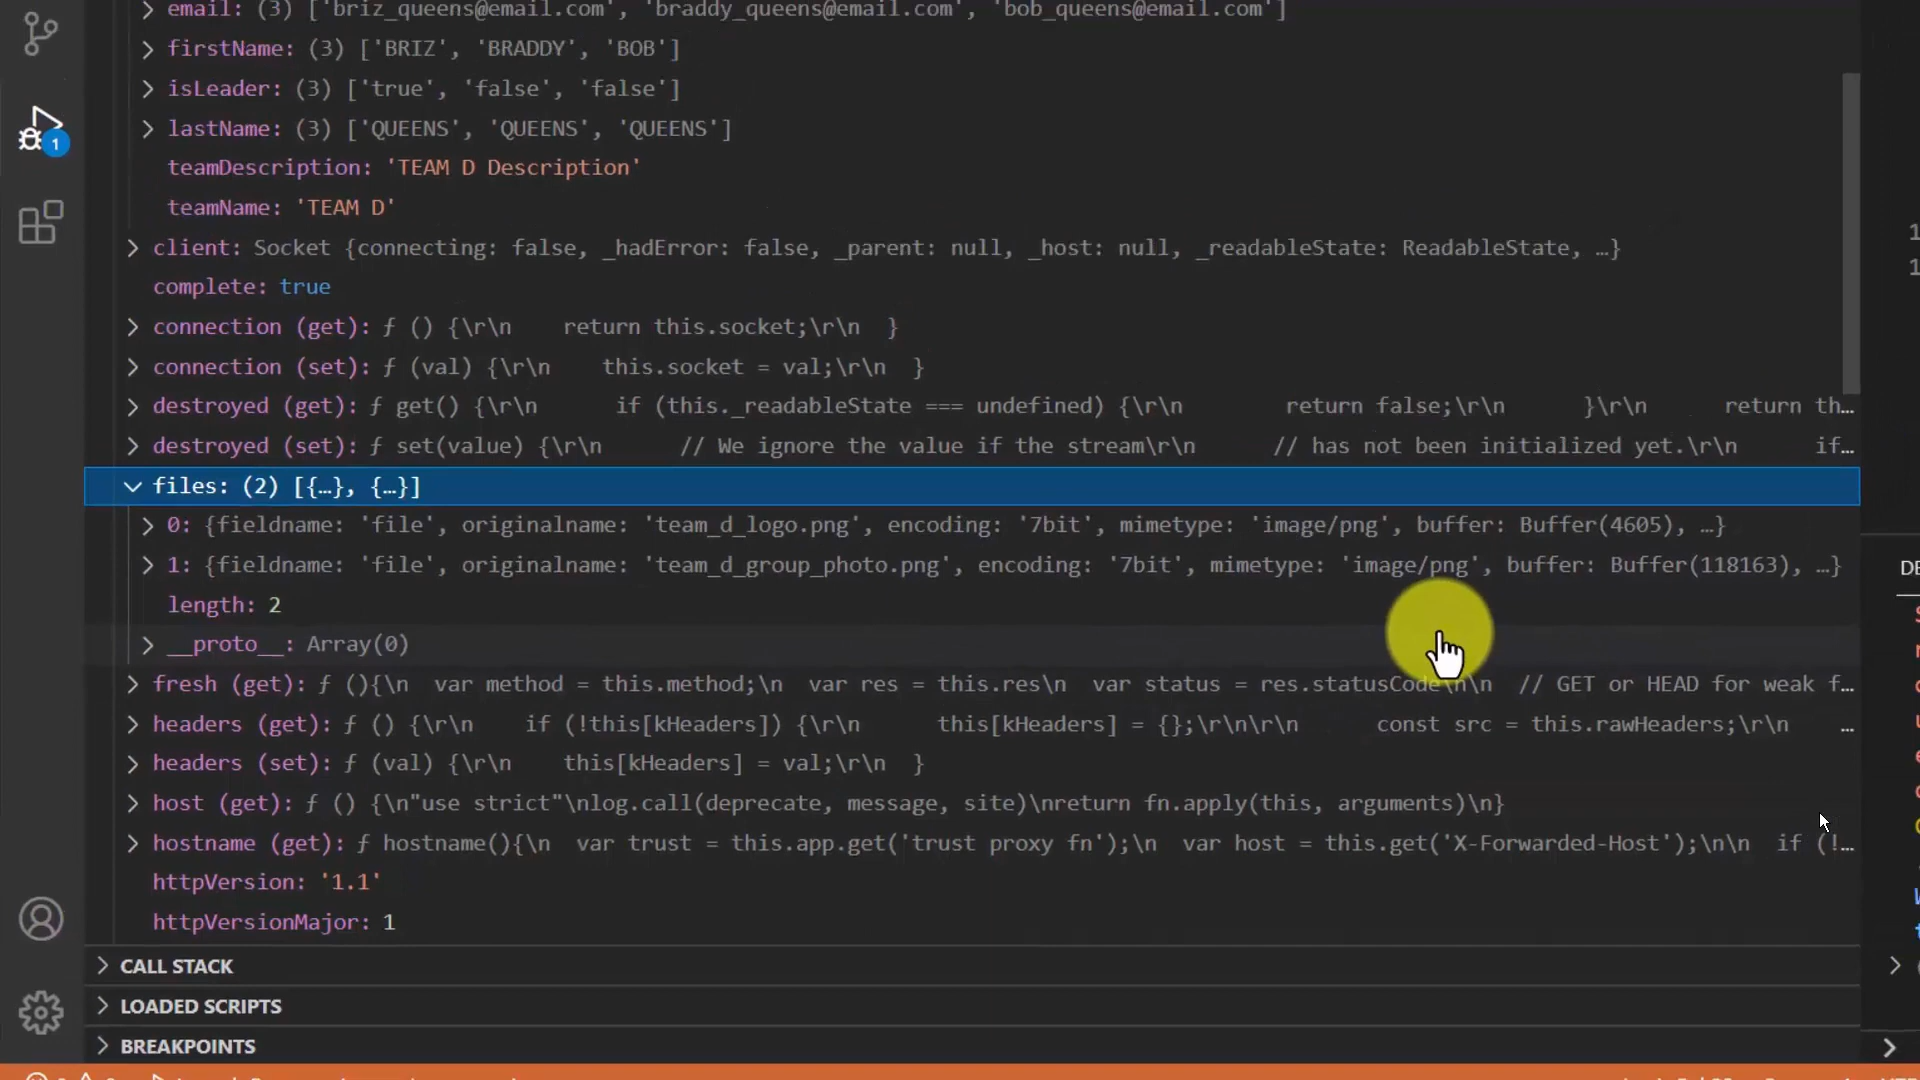 email: (3) ['briz_queens@email.com', 'braddy_queens@email.com', 'bob_queens@email.com']
firstName: (3) ['BRIZ', 'BRADDY', 'BOB']
isLeader: (3) ['true', 'false', 'false']
lastName: (3) ['QUEENS', 'QUEENS', 'QUEENS']
teamDescription: 'TEAM D Description'
teamName: 'TEAM D'
client: Socket {connecting: false, _hadError: false, _parent: null, _host: null, _readableState: ReadableState, …}
complete: true
connection (get): ƒ () {\r\n    return this.socket;\r\n  }
connection (set): ƒ (val) {\r\n    this.socket = val;\r\n  }
destroyed (get): ƒ get() {\r\n      if (this._readableState === undefined) {\r\n        return false;\r\n      }\r\n      return th…
destroyed (set): ƒ set(value) {\r\n      // We ignore the value if the stream\r\n      // has not been initialized yet.\r\n      if…
files: (2) [{…}, {…}]
0: {fieldname: 'file', originalname: 'team_d_logo.png', encoding: '7bit', mimetype: 'image/png', buffer: Buffer(4605), …}
1: {fieldname: 'file', originalname: 'team_d_group_photo.png', encoding: '7bit', mimetype: 'image/png', buffer: Buffer(118163), …}
length: 2
__proto__: Array(0)
fresh (get): ƒ (){\n  var method = this.method;\n  var res = this.res\n  var status = res.statusCode\n\n  // GET or HEAD for weak f…
headers (get): ƒ () {\r\n    if (!this[kHeaders]) {\r\n      this[kHeaders] = {};\r\n\r\n      const src = this.rawHeaders;\r\n    …
headers (set): ƒ (val) {\r\n    this[kHeaders] = val;\r\n  }
host (get): ƒ () {\n"use strict"\nlog.call(deprecate, message, site)\nreturn fn.apply(this, arguments)\n}
hostname (get): ƒ hostname(){\n  var trust = this.app.get('trust proxy fn');\n  var host = this.get('X-Forwarded-Host');\n\n  if (!…
httpVersion: '1.1'
httpVersionMajor: 1
CALL STACK
LOADED SCRIPTS
BREAKPOINTS
1